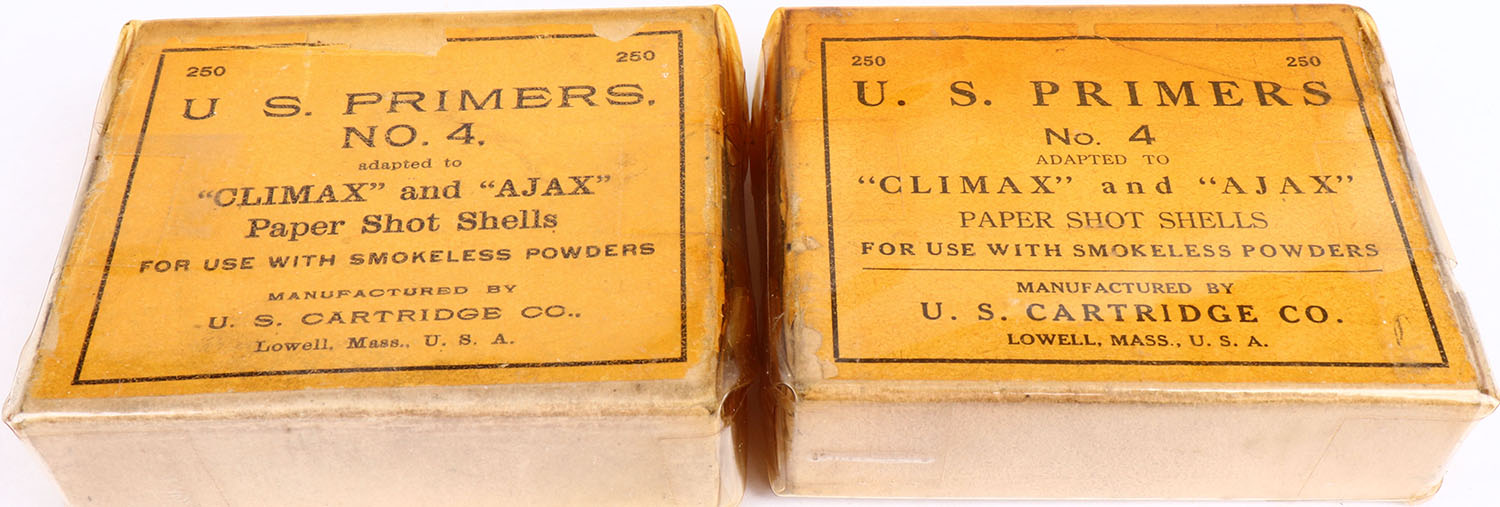 250 250
U S. PRIMERS.
NO. 4.
adapted to
"CLIMAX" and "AJAX"
Paper Shot Shells
FOR USE WITH SMOKELESS POWDERS
MANUFACTURED BY
U. S. CARTRIDGE CO.,
Lowell, Mass., U. S. A.
250 250
U. S. PRIMERS
No. 4
ADAPTED TO
"CLIMAX" and "AJAX"
PAPER SHOT SHELLS
FOR USE WITH SMOKELESS POWDERS
MANUFACTURED BY
U. S. CARTRIDGE CO.
LOWELL, MASS., U. S. A.